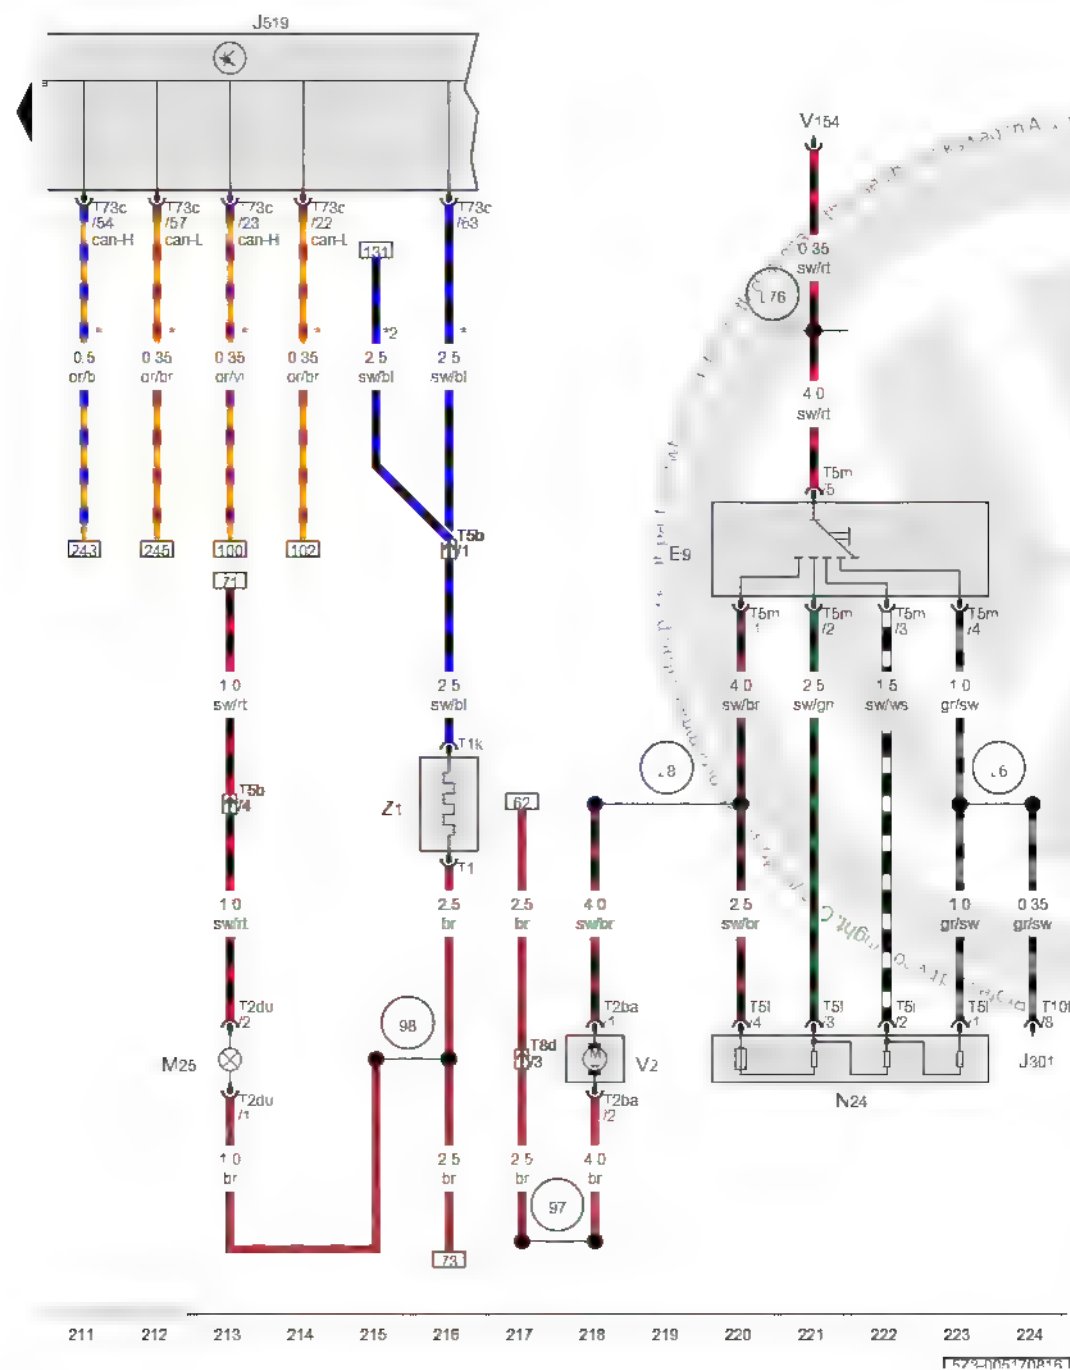 J519
V154
T73c T73c T73c T73c T73c
/54 /57 /23 /22 /63
can-H can-L can-H can-L
131
0.35
sw/rt
* * * * *2 *
0.5 0.35 0.35 0.35 2.5 2.5
or/br or/br sw/bl sw/bl
4.0
sw/rt
T5m
/5
T5b
/1
243 245 100 102
E9
71
T5m T5m T5m T5m
/2 /3 /4
1.0 2.5 4.0 2.5 1.5 1.0
sw/rt sw/bl sw/br sw/gn sw/ws gr/sw
T1k
T5b
/4
Z1
62
T1
1.0 2.5 2.5 4.0 2.5 1.0 0.35
sw/rt br br sw/br sw/br gr/sw gr/sw
T2du
/2
98
T2ba
/1
T5l T5l T5l T5l
/4 /3 /2 /1 /8
M25
T8d
/3
M
V2
J301
T2du
/1
T2ba
/2
N24
1.0 2.5 2.5 4.0
br br br br
97
73
211 212 213 214 215 216 217 218 219 220 221 222 223 224
5Z3-005170816